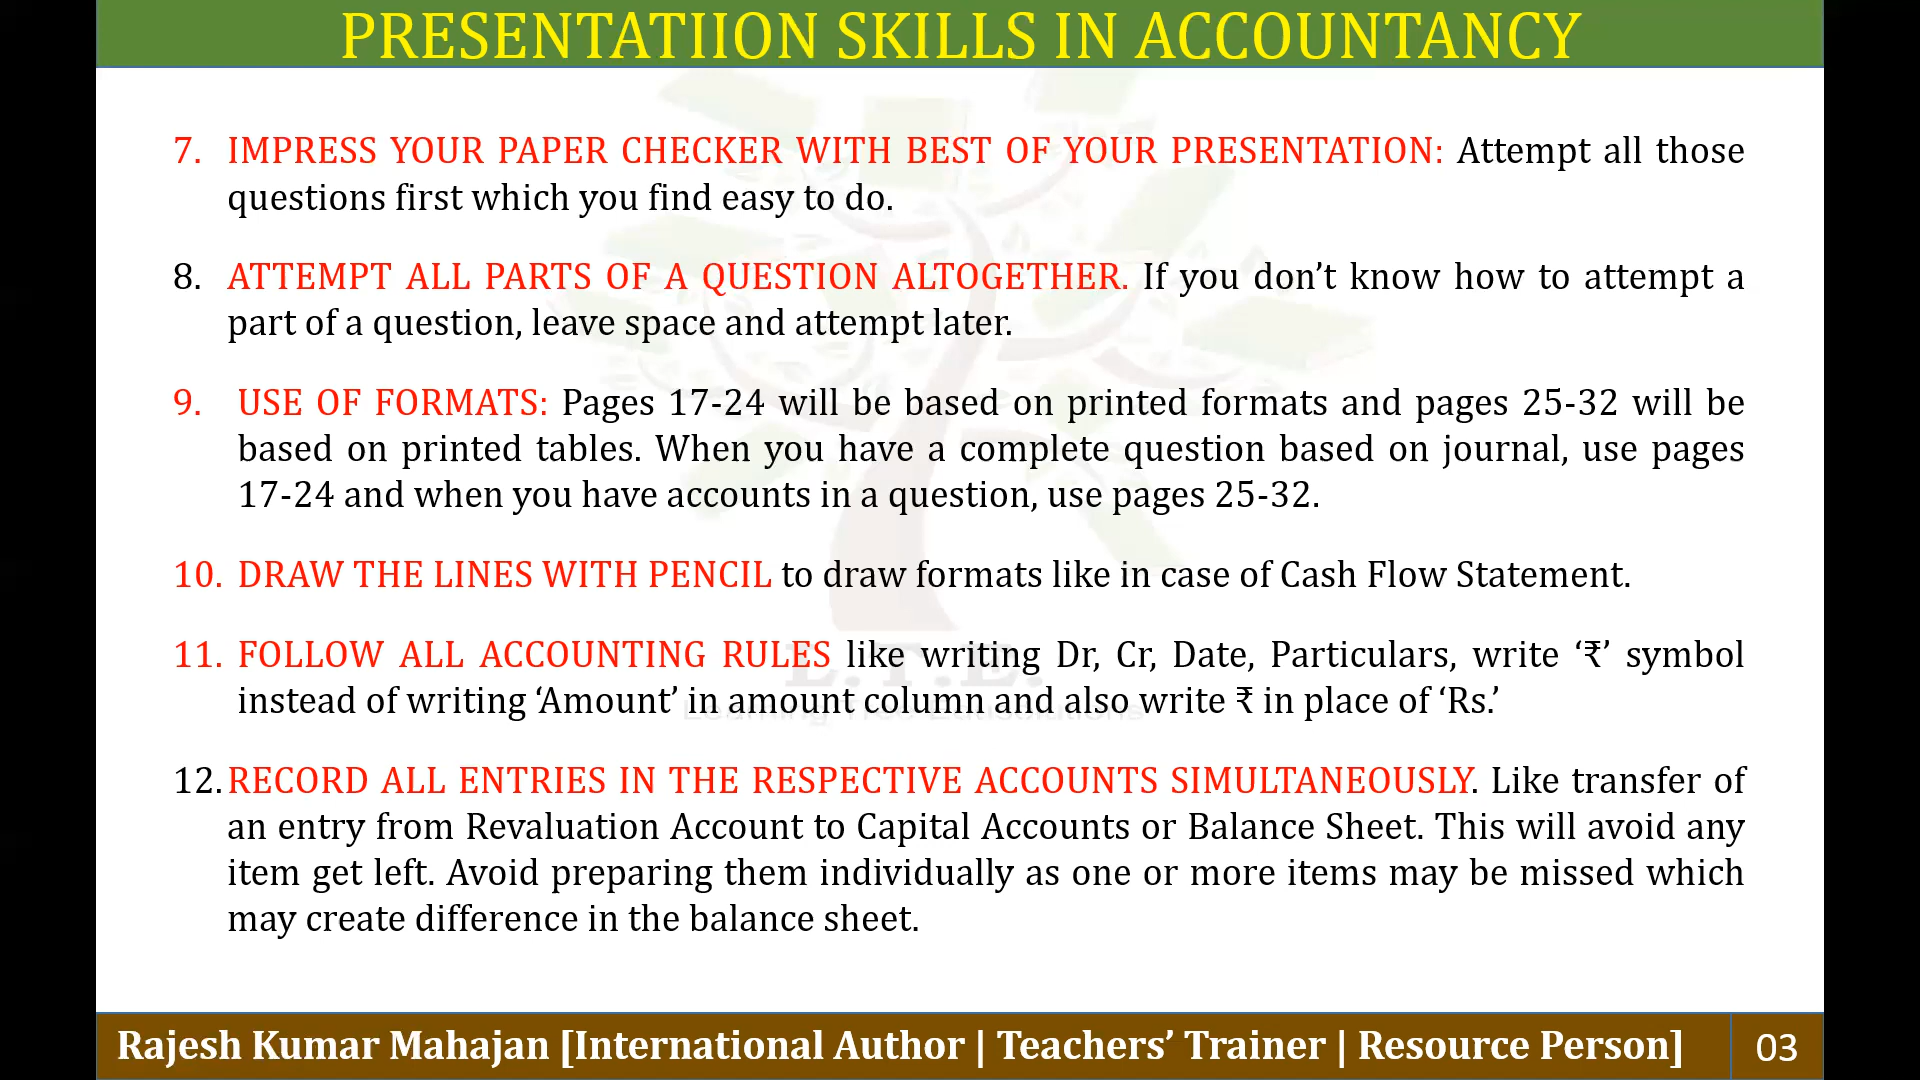 PRESENTATIION SKILLS IN ACCOUNTANCY
7. IMPRESS YOUR PAPER CHECKER WITH BEST OF YOUR PRESENTATION: Attempt all those
questions first which you find easy to do.
8. ATTEMPT ALL PARTS OF A QUESTION ALTOGETHER. If you don’t know how to attempt a
part of a question, leave space and attempt later.
9. USE OF FORMATS: Pages 17-24 will be based on printed formats and pages 25-32 will be
based on printed tables. When you have a complete question based on journal, use pages
17-24 and when you have accounts in a question, use pages 25-32.
10. DRAW THE LINES WITH PENCIL to draw formats like in case of Cash Flow Statement.
11. FOLLOW ALL ACCOUNTING RULES like writing Dr, Cr, Date, Particulars, write ‘₹’ symbol
instead of writing ‘Amount’ in amount column and also write ₹ in place of ‘Rs.’
L.T.E.
Learning Tree Edusolutions
12. RECORD ALL ENTRIES IN THE RESPECTIVE ACCOUNTS SIMULTANEOUSLY. Like transfer of
an entry from Revaluation Account to Capital Accounts or Balance Sheet. This will avoid any
item get left. Avoid preparing them individually as one or more items may be missed which
may create difference in the balance sheet.
Rajesh Kumar Mahajan [International Author | Teachers’ Trainer | Resource Person]
03